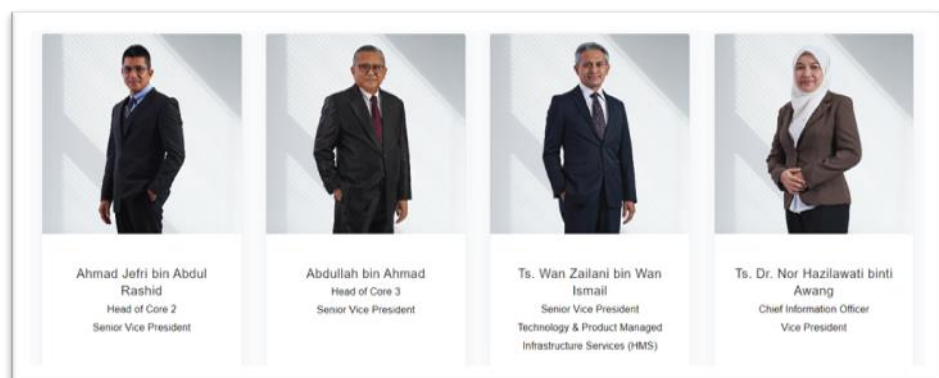 Ahmad Jefri bin Abdul
Rashid
Head of Core 2
Senior Vice President
Abdullah bin Ahmad
Head of Core 3
Senior Vice President
Ts. Wan Zailani bin Wan
Ismail
Senior Vice President
Technology & Product Managed
Infrastructure Services (HMS)
Ts. Dr. Nor Hazilawati binti
Awang
Chief Information Officer
Vice President